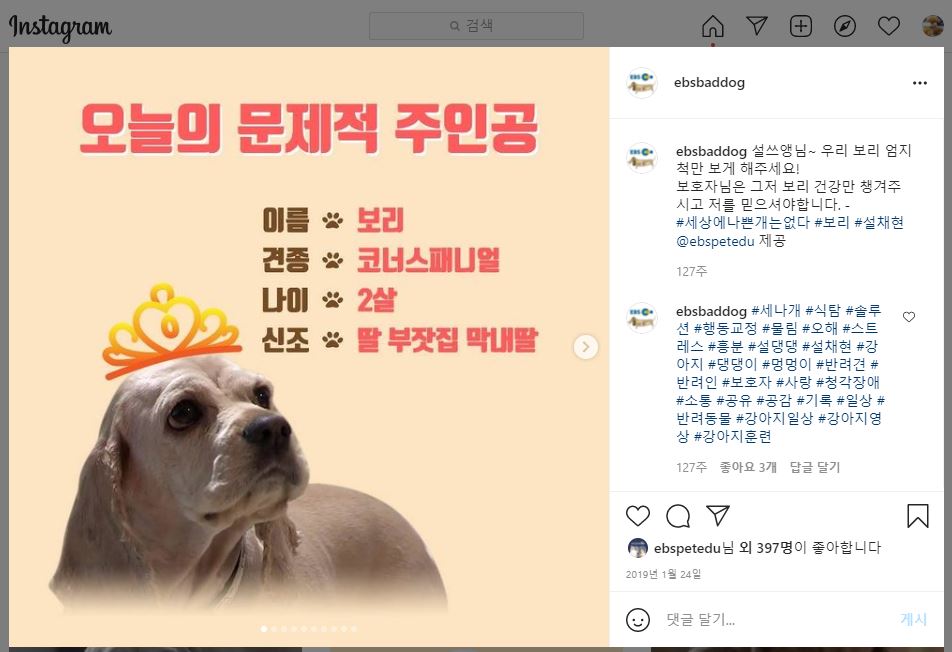 Instagram
검색
오늘의 문제적 주인공
이름 보리
견종 코너스패니얼
나이 2살
신조 딸 부잣집 막내딸
EBS
ebsbaddog
EBS
ebsbaddog 설쓰앵님~ 우리 보리 엄지
척만 보게 해주세요!
보호자님은 그저 보리 건강만 챙겨주
시고 저를 믿으셔야합니다. -
#세상에나쁜개는없다 #보리 #설채현
@ebspetedu 제공
127주
EBS
ebsbaddog #세나개 #식탐 #솔루
션 #행동교정 #물림 #오해 #스트
레스 #흥분 #설댕댕 #설채현 #강
아지 #댕댕이 #멍멍이 #반려견 #
반려인 #보호자 #사랑 #청각장애
#소통 #공유 #공감 #기록 #일상 #
반려동물 #강아지일상 #강아지영
상 #강아지훈련
127주 좋아요 3개 답글 달기
ebspetedu님 외 397명이 좋아합니다
2019년 1월 24일
댓글 달기...
게시